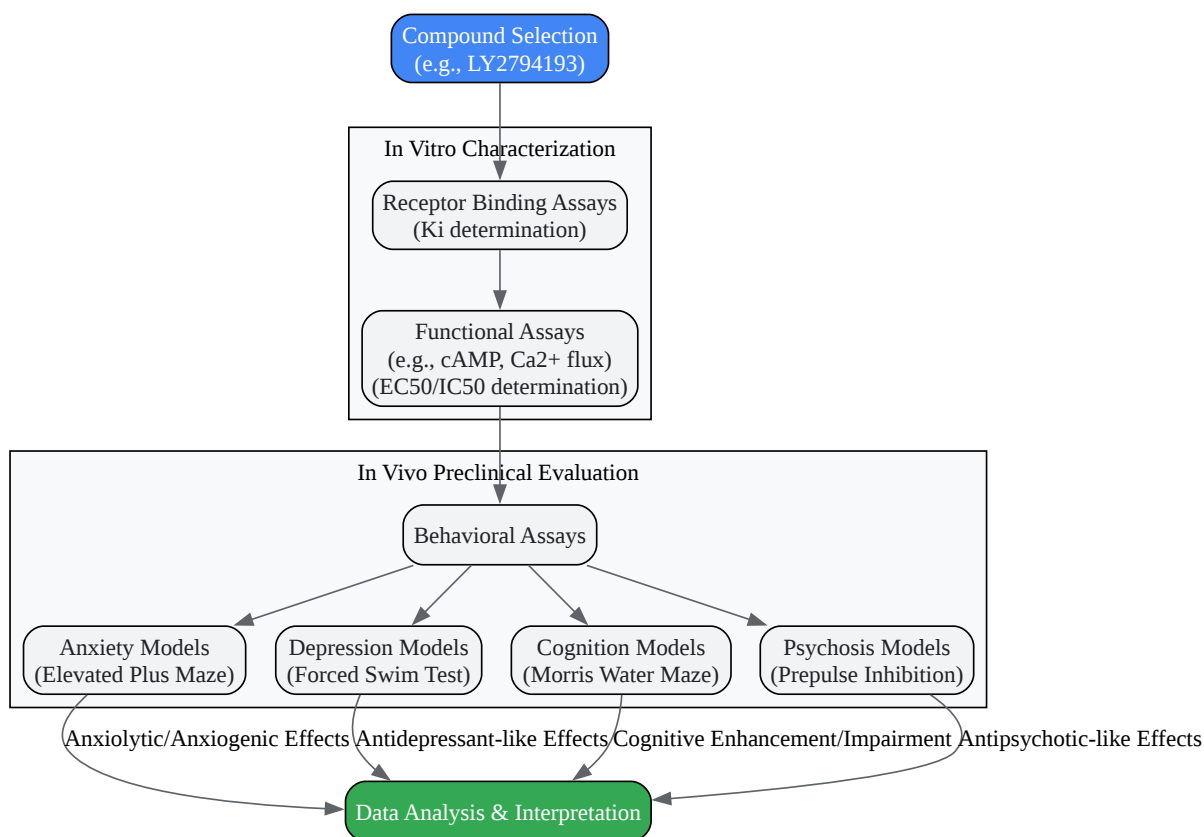 Compound Selection
(e.g., LY2794193)
In Vitro Characterization
Receptor Binding Assays
(Ki determination)
Functional Assays
(e.g., cAMP, Ca2+ flux)
(EC50/IC50 determination)
In Vivo Preclinical Evaluation
Behavioral Assays
Anxiety Models
(Elevated Plus Maze)
Depression Models
(Forced Swim Test)
Cognition Models
(Morris Water Maze)
Psychosis Models
(Prepulse Inhibition)
Anxiolytic/Anxiogenic Effects
Antidepressant-like Effects
Cognitive Enhancement/Impairment
Antipsychotic-like Effects
Data Analysis & Interpretation